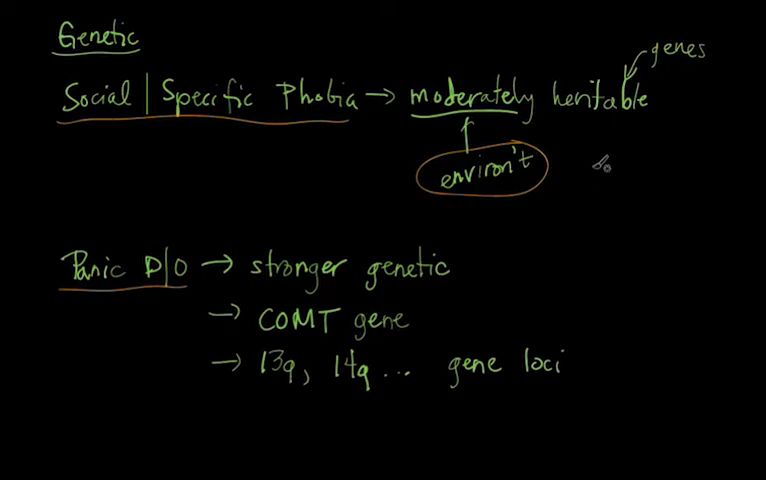 Genetic
genes
Social | Specific Phobia → moderately heritable
environ't
Panic D/O → stronger genetic
→ COMT gene
→ 13q, 14q ... gene loci